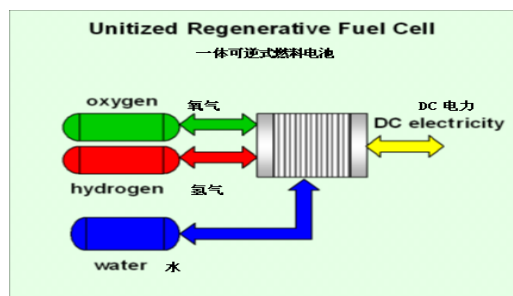 Unitized Regenerative Fuel Cell
一体可逆式燃料电池
oxygen 氧气
DC 电力
DC electricity
hydrogen 氢气
water 水